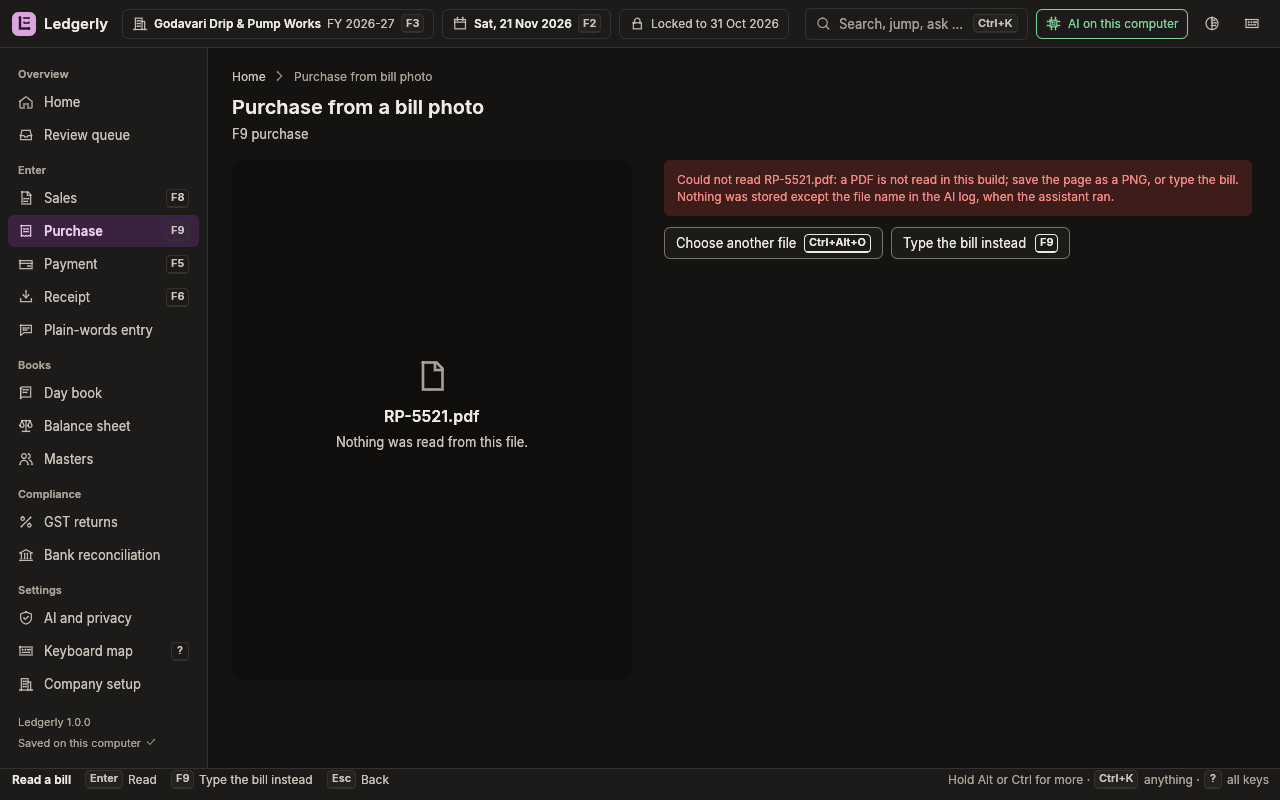 Ledgerly
Godavari Drip & Pump Works FY 2026-27 F3
Sat, 21 Nov 2026 F2
Locked to 31 Oct 2026
Search, jump, ask ... Ctrl+K
AI on this computer
Overview
Home
Review queue
Enter
Sales F8
Purchase F9
Payment F5
Receipt F6
Plain-words entry
Books
Day book
Balance sheet
Masters
Compliance
GST returns
Bank reconciliation
Settings
AI and privacy
Keyboard map ?
Company setup
Ledgerly 1.0.0
Saved on this computer
Home Purchase from bill photo
Purchase from a bill photo
F9 purchase
RP-5521.pdf
Nothing was read from this file.
Could not read RP-5521.pdf: a PDF is not read in this build; save the page as a PNG, or type the bill.
Nothing was stored except the file name in the AI log, when the assistant ran.
Choose another file Ctrl+Alt+O
Type the bill instead F9
Read a bill Enter Read F9 Type the bill instead Esc Back
Hold Alt or Ctrl for more · Ctrl+K anything · ? all keys